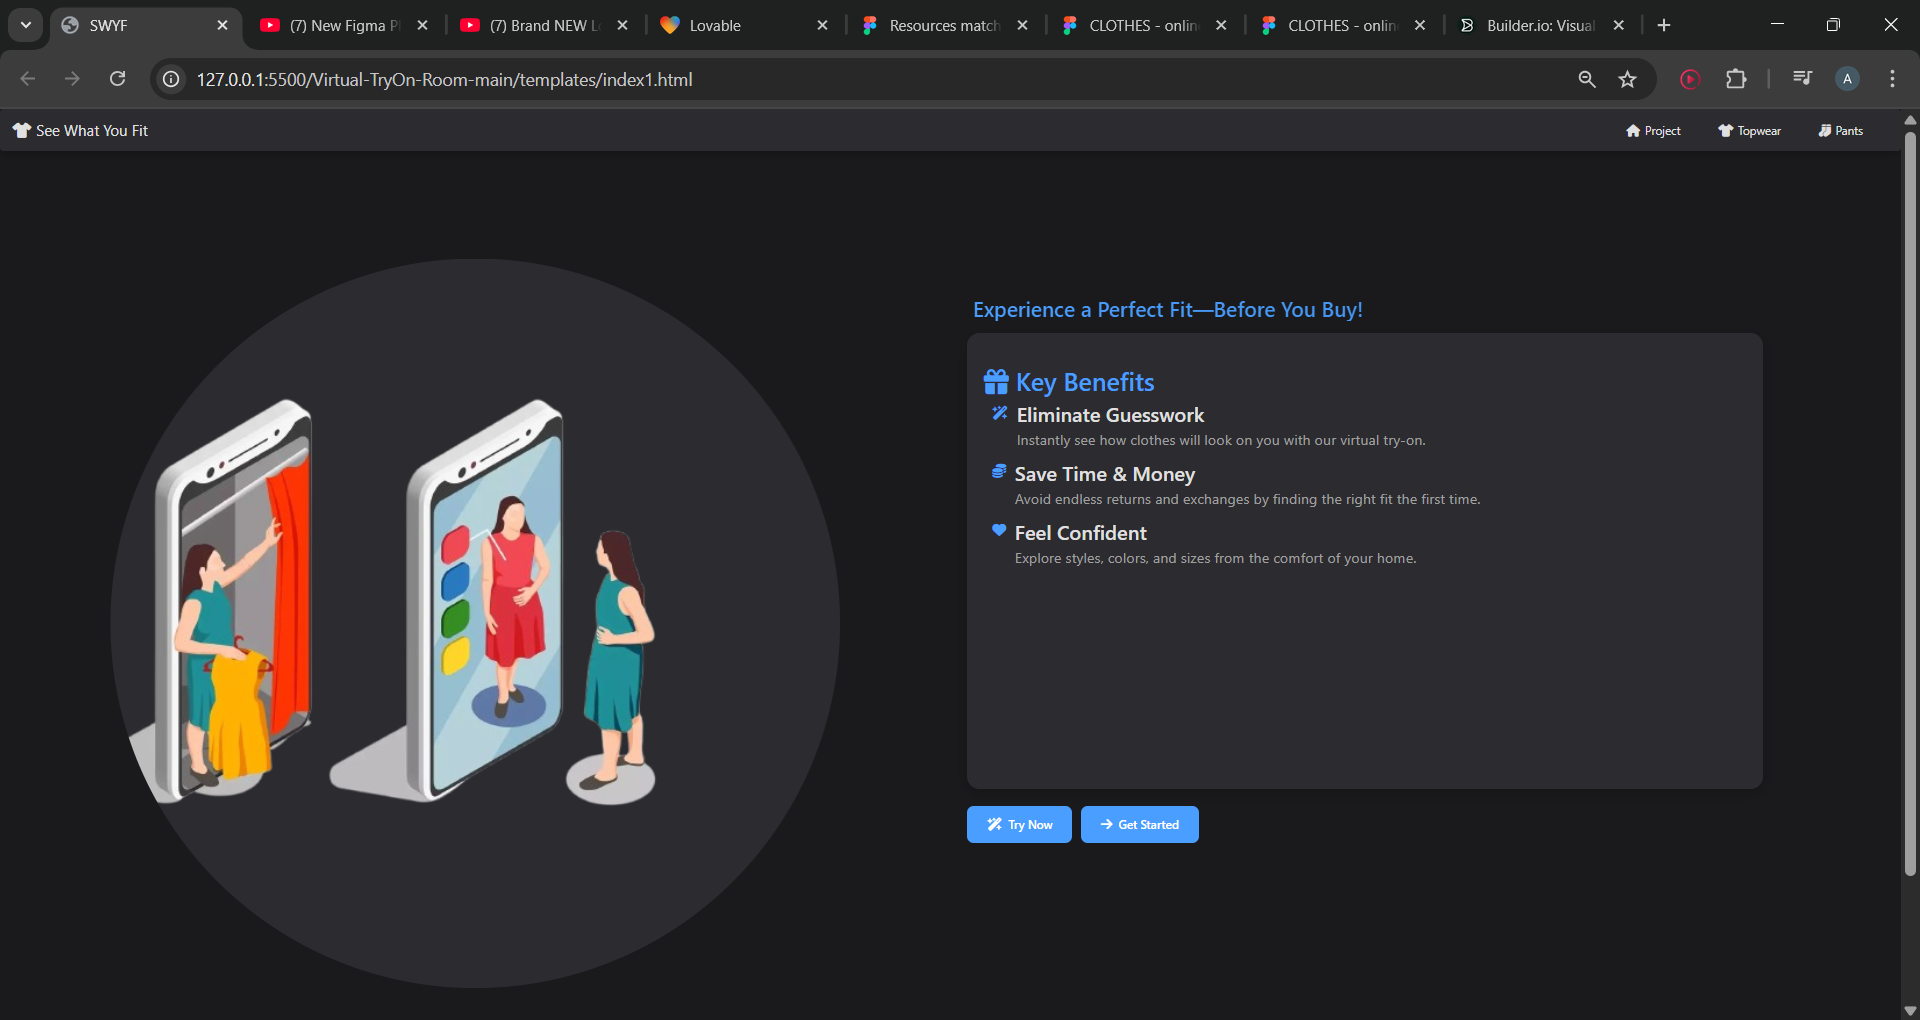 SWYF
(7) New Figma P
(7) Brand NEW L
Lovable
Resources match
CLOTHES - onlin
CLOTHES - onlin
Builder.io: Visual
127.0.0.1:5500/Virtual-TryOn-Room-main/templates/index1.html
A
See What You Fit
Project
Topwear
Pants
Experience a Perfect Fit—Before You Buy!
Key Benefits
Eliminate Guesswork
Instantly see how clothes will look on you with our virtual try-on.
Save Time & Money
Avoid endless returns and exchanges by finding the right fit the first time.
Feel Confident
Explore styles, colors, and sizes from the comfort of your home.
Try Now
Get Started